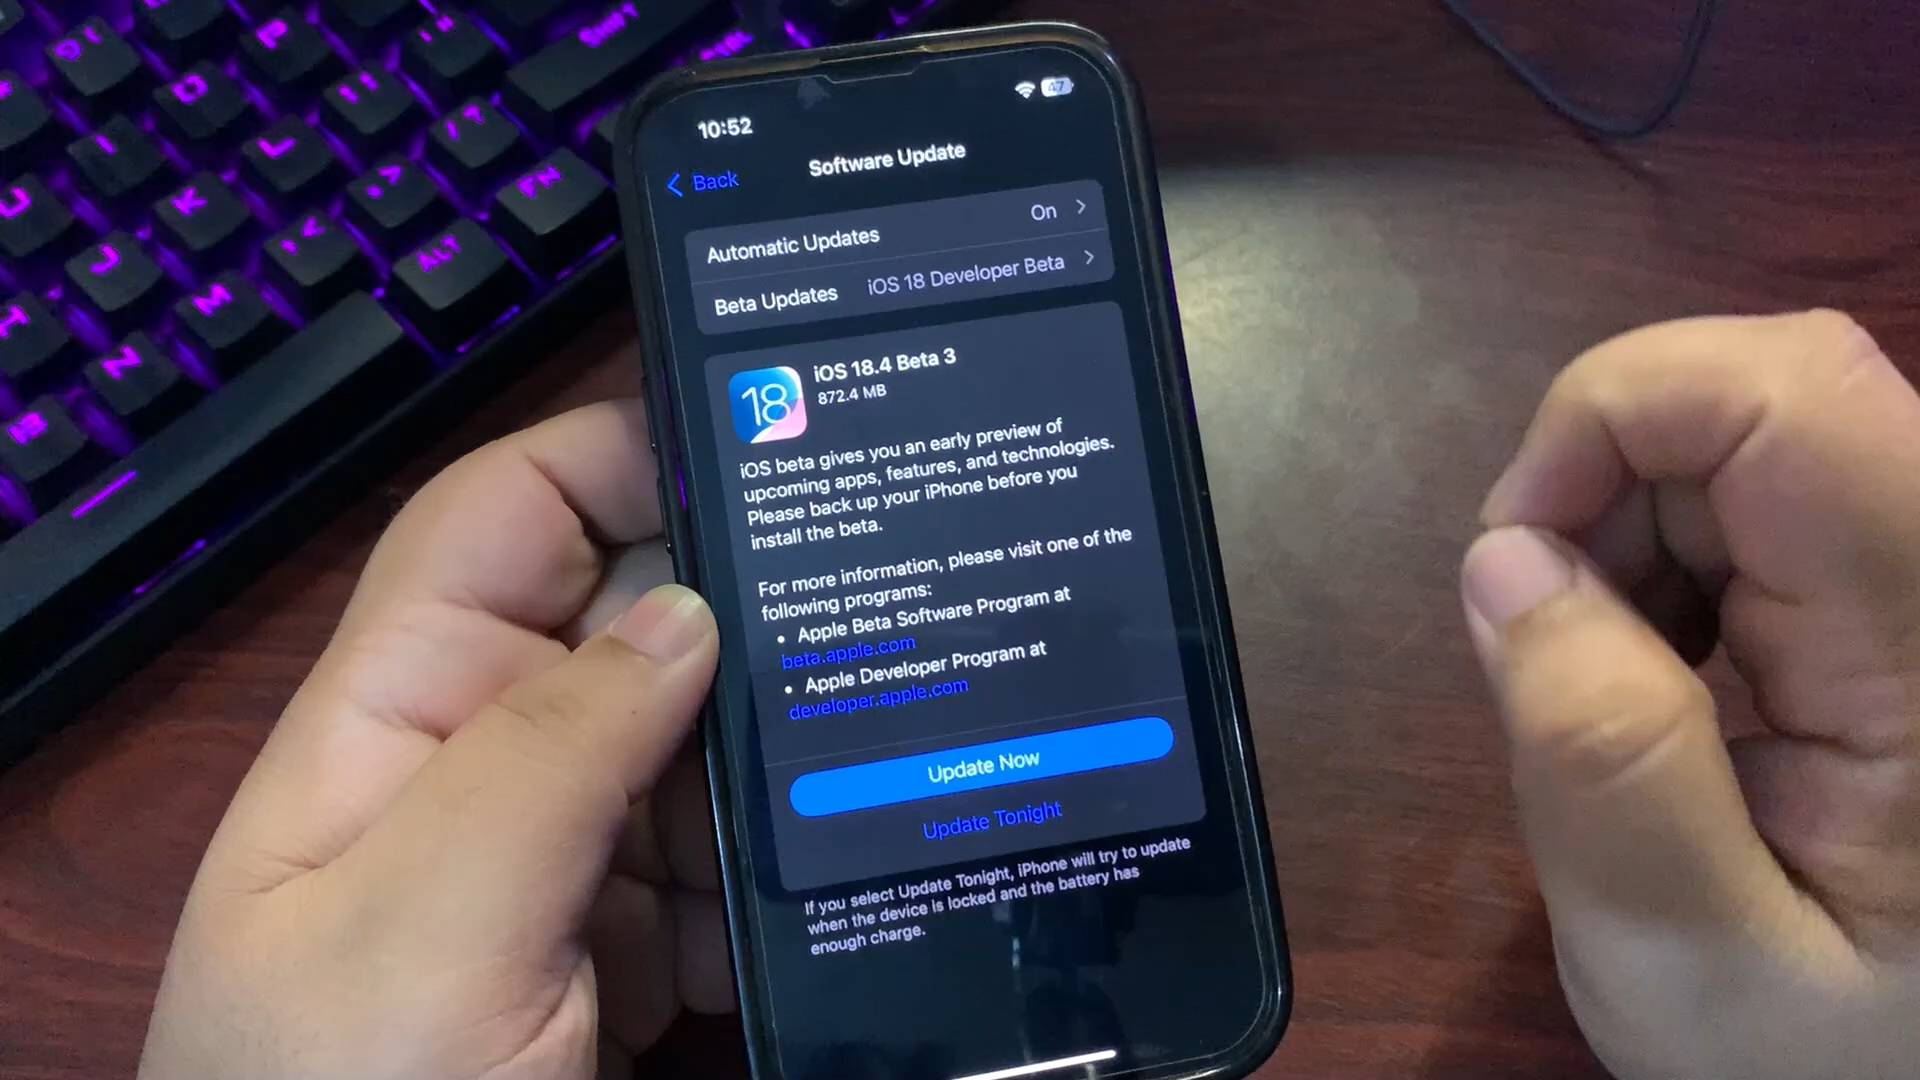 10:52
47
Back
Software Update
Automatic Updates On
Beta Updates iOS 18 Developer Beta
18
iOS 18.4 Beta 3
872.4 MB
iOS beta gives you an early preview of
upcoming apps, features, and technologies.
Please back up your iPhone before you
install the beta.
For more information, please visit one of the
following programs:
• Apple Beta Software Program at
beta.apple.com
• Apple Developer Program at
developer.apple.com
Update Now
Update Tonight
If you select Update Tonight, iPhone will try to update
when the device is locked and the battery has
enough charge.
P
SHIFT
O
I
L
K
FN
J
ALT
M
N